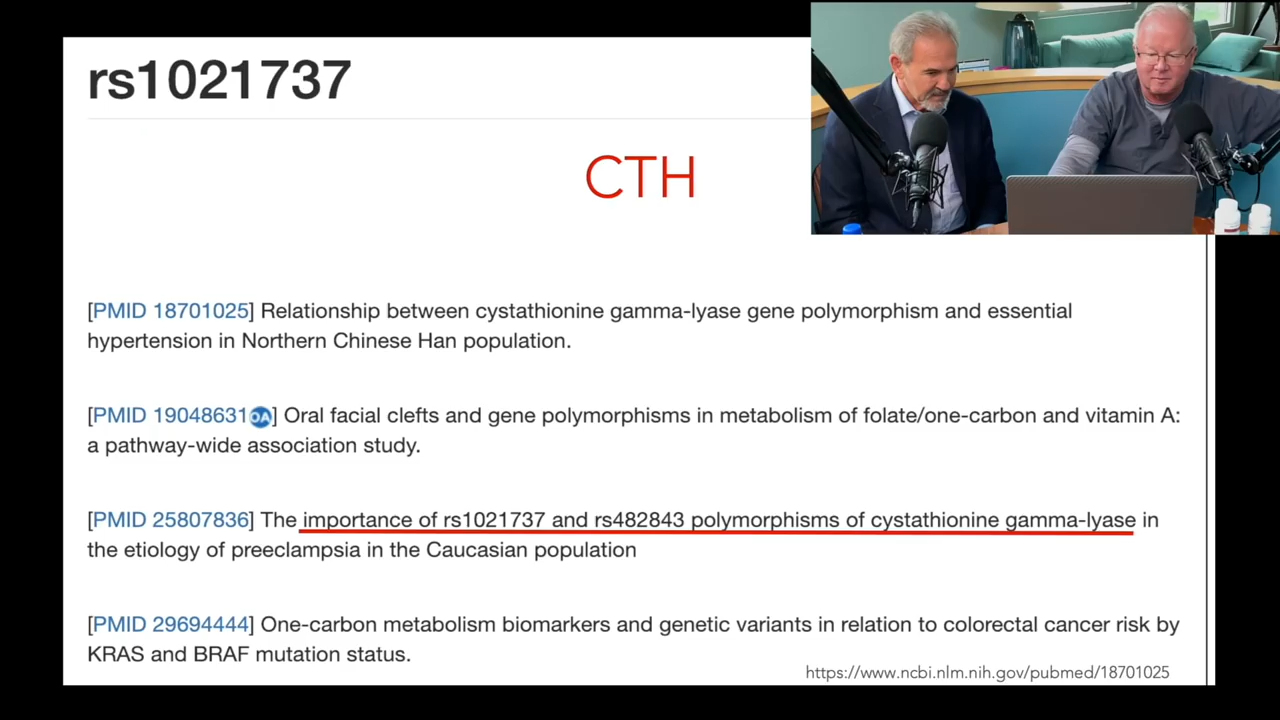 rs1021737
CTH
[PMID 18701025] Relationship between cystathionine gamma-lyase gene polymorphism and essential
hypertension in Northern Chinese Han population.
[PMID 19048631OA] Oral facial clefts and gene polymorphisms in metabolism of folate/one-carbon and vitamin A:
a pathway-wide association study.
[PMID 25807836] The importance of rs1021737 and rs482843 polymorphisms of cystathionine gamma-lyase in
the etiology of preeclampsia in the Caucasian population
[PMID 29694444] One-carbon metabolism biomarkers and genetic variants in relation to colorectal cancer risk by
KRAS and BRAF mutation status.
https://www.ncbi.nlm.nih.gov/pubmed/18701025